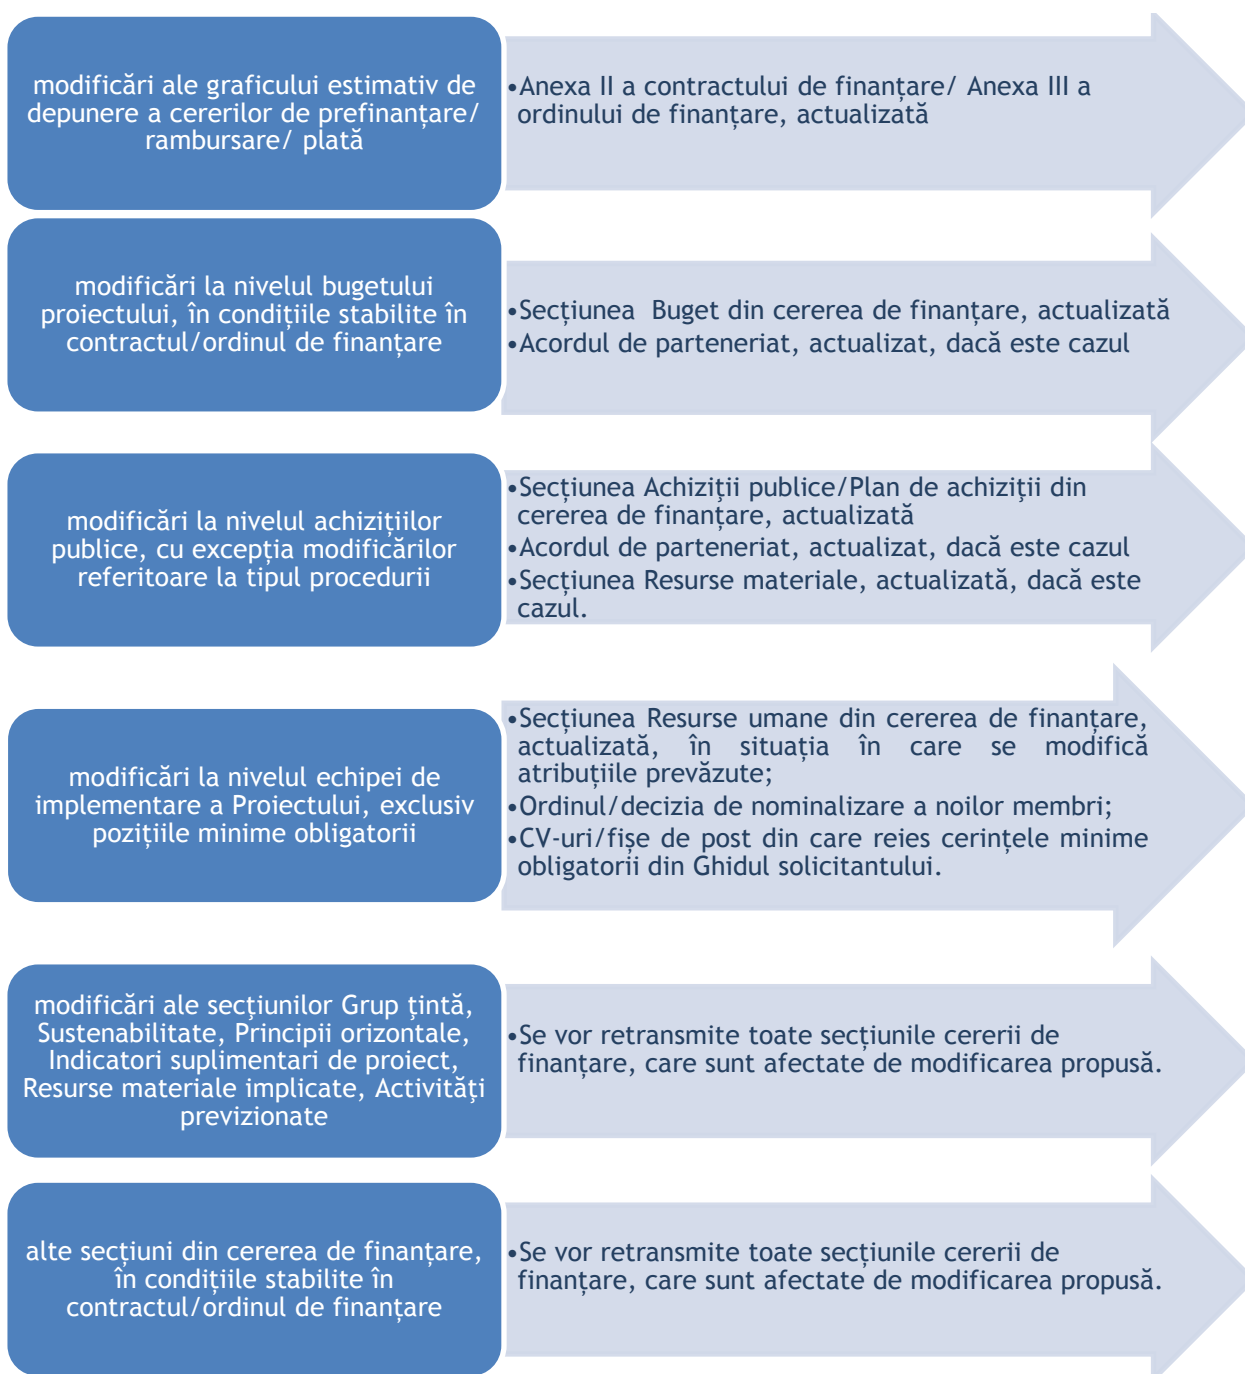 modificări ale graficului estimativ de
depunere a cererilor de prefinanțare/
rambursare/ plată
•Anexa II a contractului de finanțare/ Anexa III a
ordinului de finanțare, actualizată
modificări la nivelul bugetului
proiectului, în condițiile stabilite în
contractul/ordinul de finanțare
•Secțiunea  Buget din cererea de finanțare, actualizată
•Acordul de parteneriat, actualizat, dacă este cazul
modificări la nivelul achizițiilor
publice, cu excepția modificărilor
referitoare la tipul procedurii
•Secțiunea Achiziţii publice/Plan de achiziţii din
cererea de finanțare, actualizată
•Acordul de parteneriat, actualizat, dacă este cazul
•Secțiunea Resurse materiale, actualizată, dacă este
cazul.
modificări la nivelul echipei de
implementare a Proiectului, exclusiv
pozițiile minime obligatorii
•Secțiunea Resurse umane din cererea de finanțare,
actualizată, în situația în care se modifică
atribuțiile prevăzute;
•Ordinul/decizia de nominalizare a noilor membri;
•CV-uri/fișe de post din care reies cerințele minime
obligatorii din Ghidul solicitantului.
modificări ale secţiunilor Grup ţintă,
Sustenabilitate, Principii orizontale,
Indicatori suplimentari de proiect,
Resurse materiale implicate, Activităţi
previzionate
•Se vor retransmite toate secțiunile cererii de
finanțare, care sunt afectate de modificarea propusă.
alte secțiuni din cererea de finanțare,
în condițiile stabilite în
contractul/ordinul de finanțare
•Se vor retransmite toate secțiunile cererii de
finanțare, care sunt afectate de modificarea propusă.